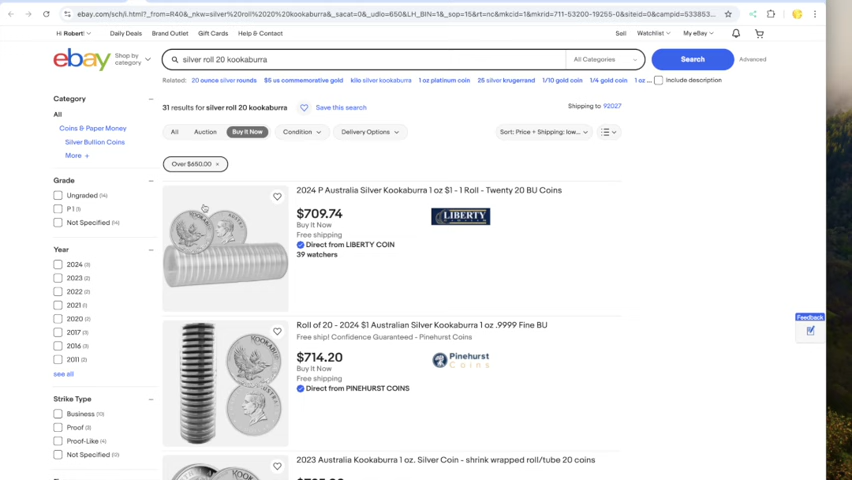 ebay.com/sch/i.html?_from=R40&_nkw=silver%20roll%2020%20kookaburra&_sacat=0&_udlo=650&LH_BIN=1&_sop=15&rt=nc&mkcid=1&mkrid=711-53200-19255-0&siteid=0&campid=533853...
Hi Robert!
Daily Deals
Brand Outlet
Gift Cards
Help & Contact
Sell
Watchlist
My eBay
ebay
Shop by category
silver roll 20 kookaburra
All Categories
Search
Advanced
Related:
20 ounce silver rounds
$5 us commemorative gold
kilo silver kookaburra
1 oz platinum coin
25 silver krugerrand
1/10 gold coin
1/4 gold coin
1 oz ...
Include description
Category
All
Coins & Paper Money
Silver Bullion Coins
More +
31 results for silver roll 20 kookaburra
Save this search
Shipping to 92027
All
Auction
Buy It Now
Condition
Delivery Options
Sort: Price + Shipping: low...
Over $650.00 ×
Grade
Ungraded (14)
P 1 (1)
Not Specified (14)
Year
2024 (3)
2023 (2)
2022 (2)
2021 (1)
2020 (2)
2017 (3)
2016 (3)
2011 (2)
see all
Strike Type
Business (10)
Proof (3)
Proof-Like (4)
2024 P Australia Silver Kookaburra 1 oz $1 - 1 Roll - Twenty 20 BU Coins
$709.74
LIBERTY
Buy It Now
Free shipping
Direct from LIBERTY COIN
39 watchers
Roll of 20 - 2024 $1 Australian Silver Kookaburra 1 oz .9999 Fine BU
Free ship! Confidence Guaranteed - Pinehurst Coins
$714.20
Pinehurst
Coins
Buy It Now
Free shipping
Direct from PINEHURST COINS
2023 Australia Kookaburra 1 oz. Silver Coin - shrink wrapped roll/tube 20 coins
Feedback